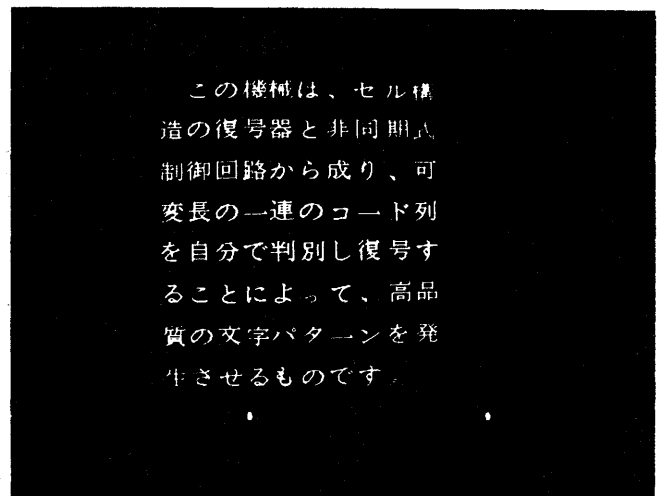 この機械は、セル構
造の復号器と非同期式
制御回路から成り、可
変長の一連のコード列
を自分で判別し復号す
ることによって、高品
質の文字パターンを発
生させるものです。